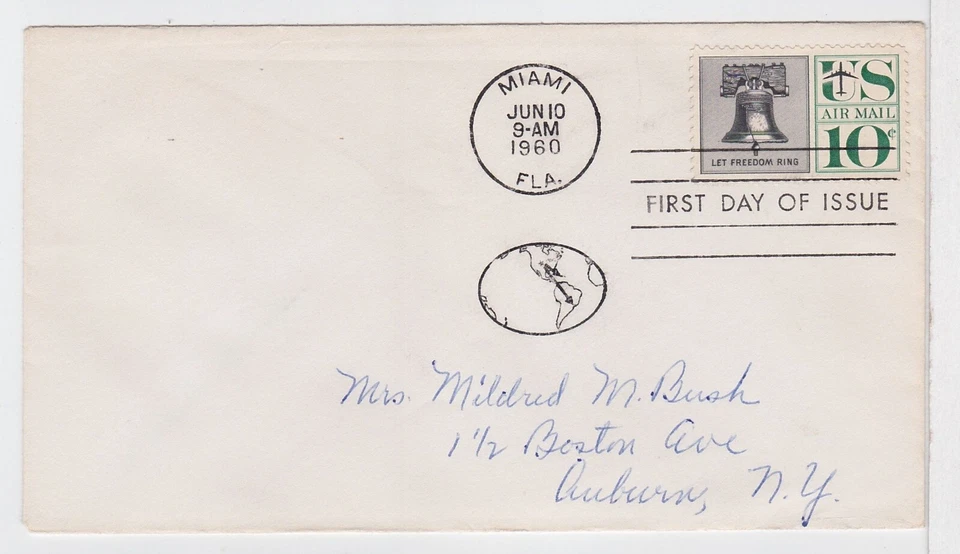 MIAMI
JUN 10
9-AM
1960
FLA.
US
AIR MAIL
10¢
LET FREEDOM RING
FIRST DAY OF ISSUE
Mrs. Mildred M. Bush
1 1/2 Boston Ave
Auburn, N.Y.